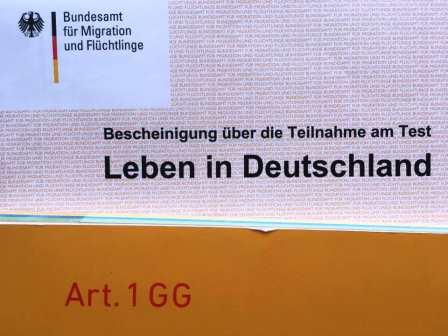 Bundesamt
für Migration
und Flüchtlinge
Bescheinigung über die Teilnahme am Test
Leben in Deutschland
Art. 1 GG